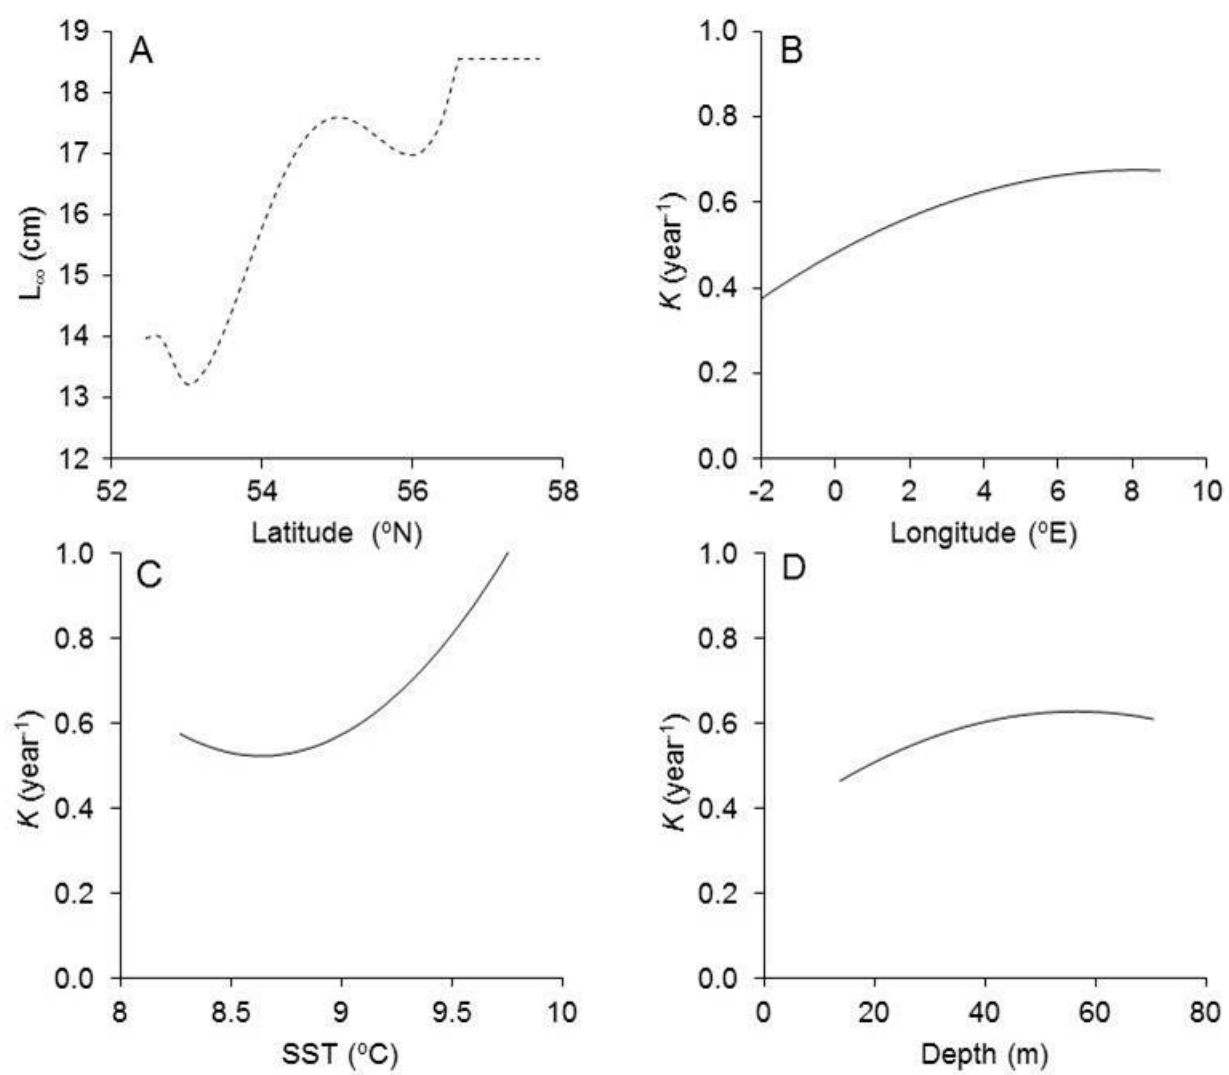 A
19
18
17
16
15
14
13
12
L∞ (cm)
52 54 56 58
Latitude (⁰N)
B
1.0
0.8
0.6
0.4
0.2
0.0
K (year⁻¹)
-2 0 2 4 6 8 10
Longitude (⁰E)
C
1.0
0.8
0.6
0.4
0.2
0.0
K (year⁻¹)
8 8.5 9 9.5 10
SST (⁰C)
D
1.0
0.8
0.6
0.4
0.2
0.0
K (year⁻¹)
0 20 40 60 80
Depth (m)